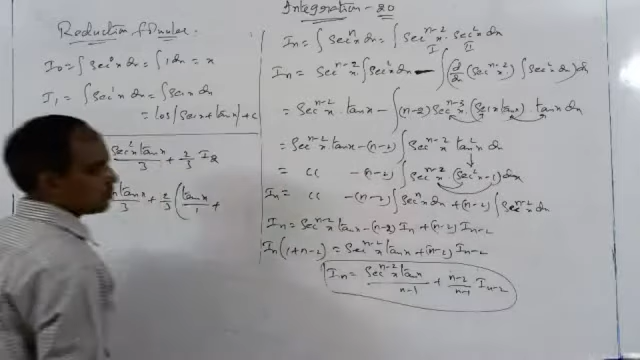 Integration - 20
Reduction formulae.
I₀ = ∫ sec⁰x dx = ∫ 1 dx = x
I₁ = ∫ sec¹x dx = ∫ sec x dx
= log |sec x + tan x| + c
sec²x tan x / 3 + 2/3 I₂
tan x / 3 + 2/3 ( tan x / 1 +
Iₙ = ∫ secⁿx dx = ∫ secⁿ⁻²x · sec²x dx
I II
Iₙ = secⁿ⁻²x · ∫ sec²x dx - ∫ ( d/dx (secⁿ⁻²x) ∫ sec²x dx ) dx
= secⁿ⁻²x · tan x - ∫ (n-2) secⁿ⁻³x · (sec x tan x) · tan x dx
= secⁿ⁻²x tan x - (n-2) ∫ secⁿ⁻²x tan²x dx
= cc - (n-2) ∫ secⁿ⁻²x (sec²x - 1) dx
Iₙ = cc - (n-2) ∫ secⁿx dx + (n-2) ∫ secⁿ⁻²x dx
Iₙ = secⁿ⁻²x tan x - (n-2) Iₙ + (n-2) Iₙ₋₂
Iₙ (1+n-2) = secⁿ⁻²x tan x + (n-2) Iₙ₋₂
Iₙ = secⁿ⁻²x tan x / n-1 + n-2 / n-1 Iₙ₋₂